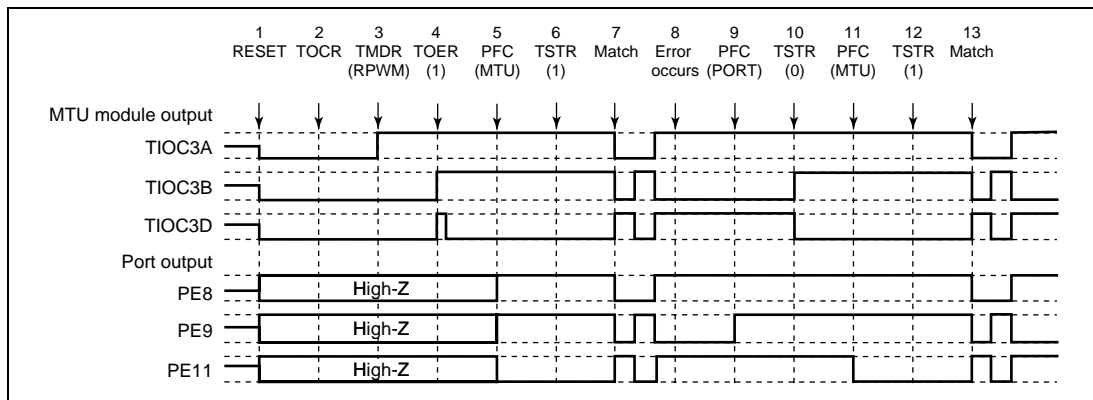 1 2 3 4 5 6 7 8 9 10 11 12 13
RESET TOCR TMDR TOER PFC TSTR Match Error PFC TSTR PFC TSTR Match
(RPWM) (1) (MTU) (1) occurs (PORT) (0) (MTU) (1)
MTU module output
TIOC3A
TIOC3B
TIOC3D
Port output
PE8 High-Z
PE9 High-Z
PE11 High-Z